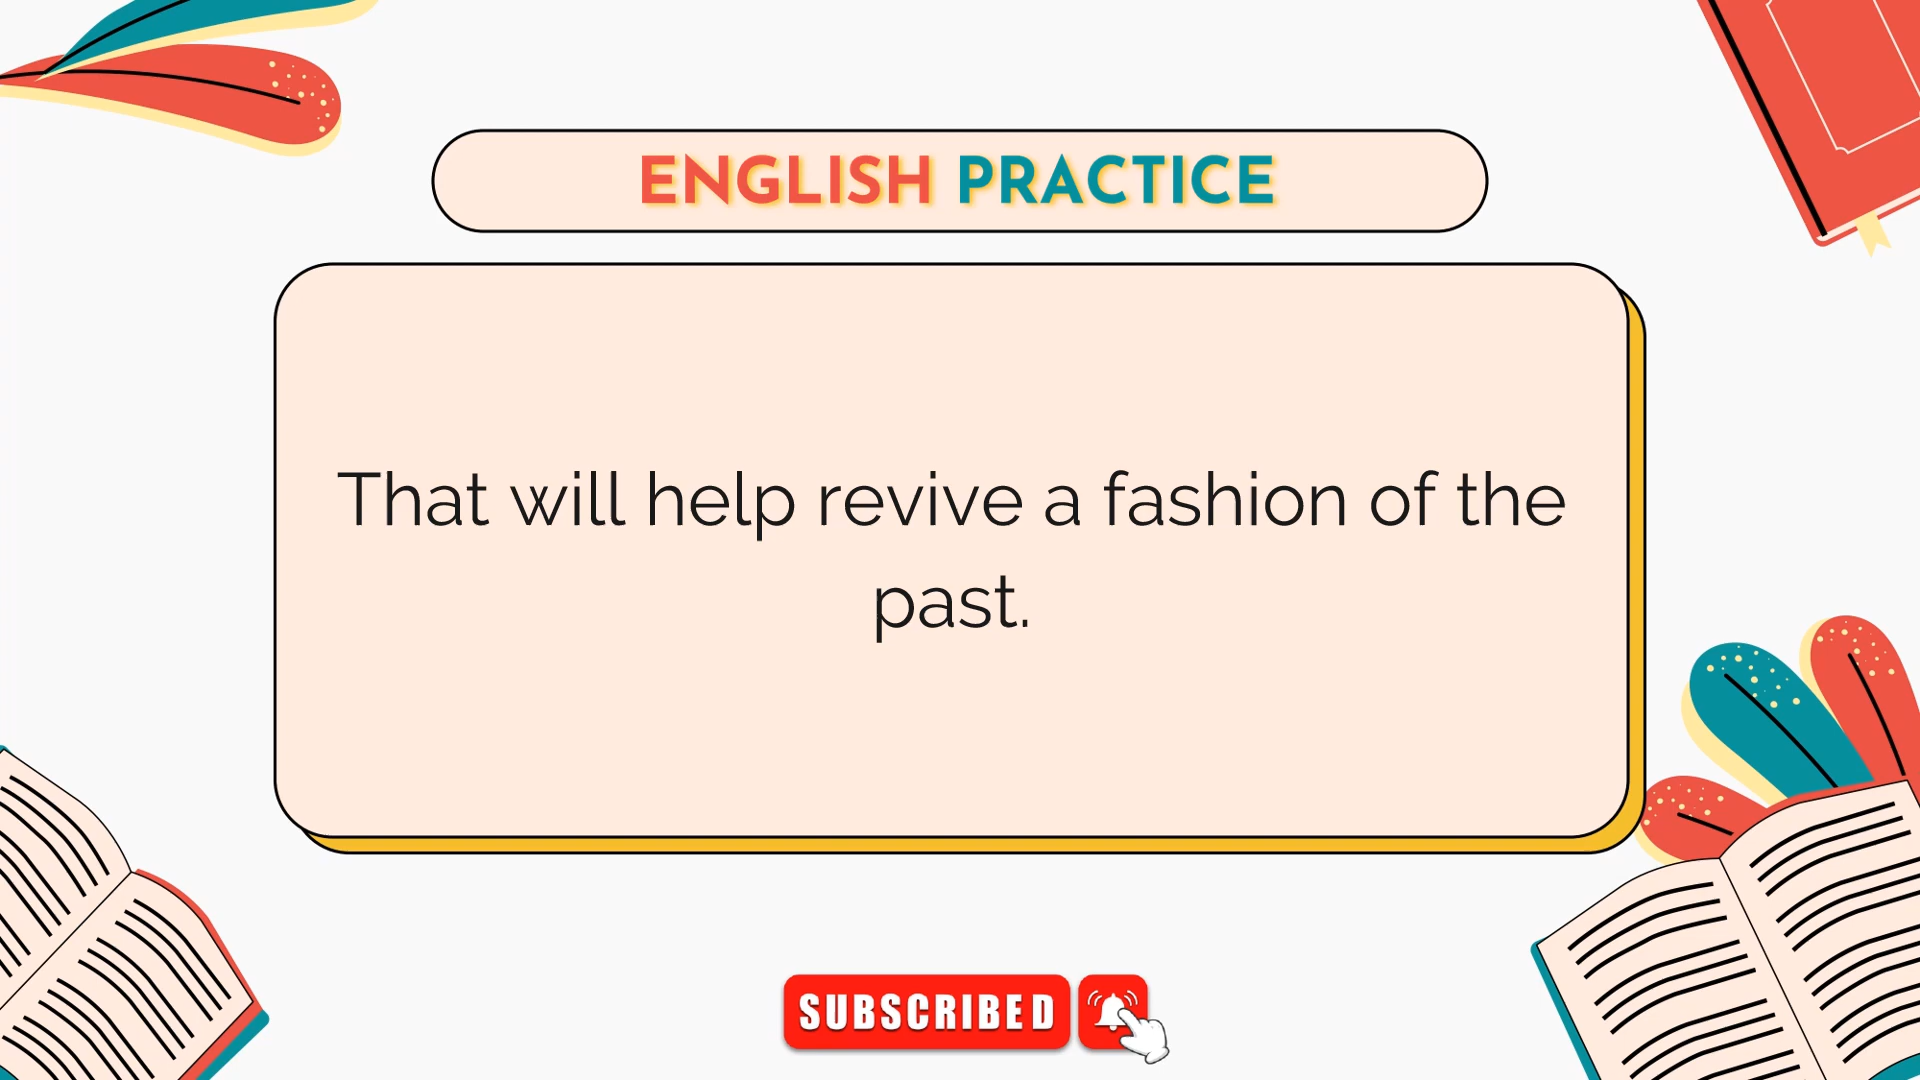 ENGLISH PRACTICE
That will help revive a fashion of the
past.
SUBSCRIBED